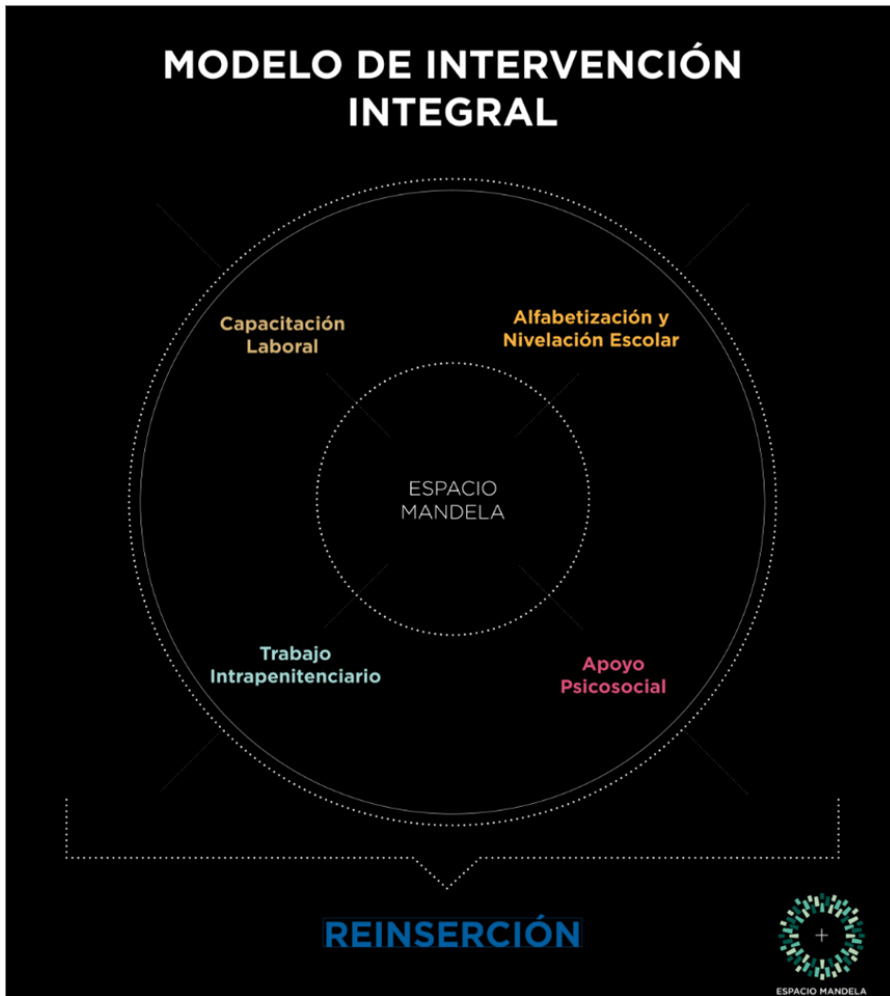 MODELO DE INTERVENCIÓN
INTEGRAL
Capacitación
Laboral
Alfabetización y
Nivelación Escolar
ESPACIO
MANDELA
Trabajo
Intrapenitenciario
Apoyo
Psicosocial
REINSERCIÓN
ESPACIO MANDELA